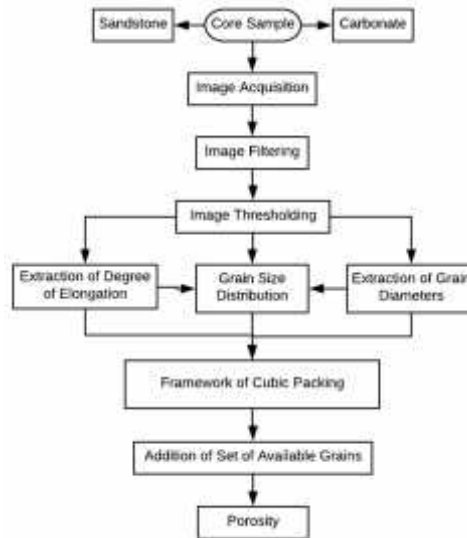 Sandstone
Core Sample
Carbonate
Image Acquisition
Image Filtering
Image Thresholding
Extraction of Degree
of Elongation
Grain Size
Distribution
Extraction of Grain
Diameters
Framework of Cubic Packing
Addition of Set of Available Grains
Porosity